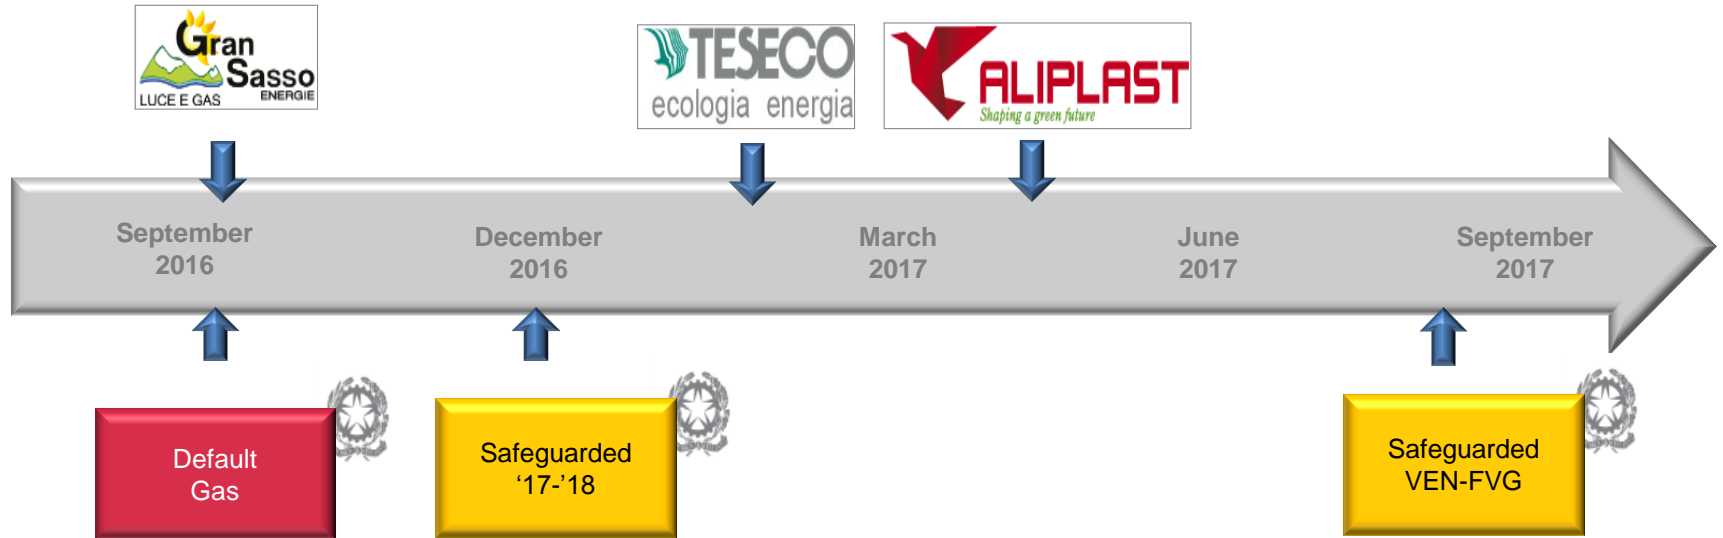 Gran
Sasso
ENERGIE
LUCE E GAS
TESECO
ecologia energia
ALIPLAST
Shaping a green future
September
2016
December
2016
March
2017
June
2017
September
2017
Default
Gas
Safeguarded
‘17-’18
Safeguarded
VEN-FVG